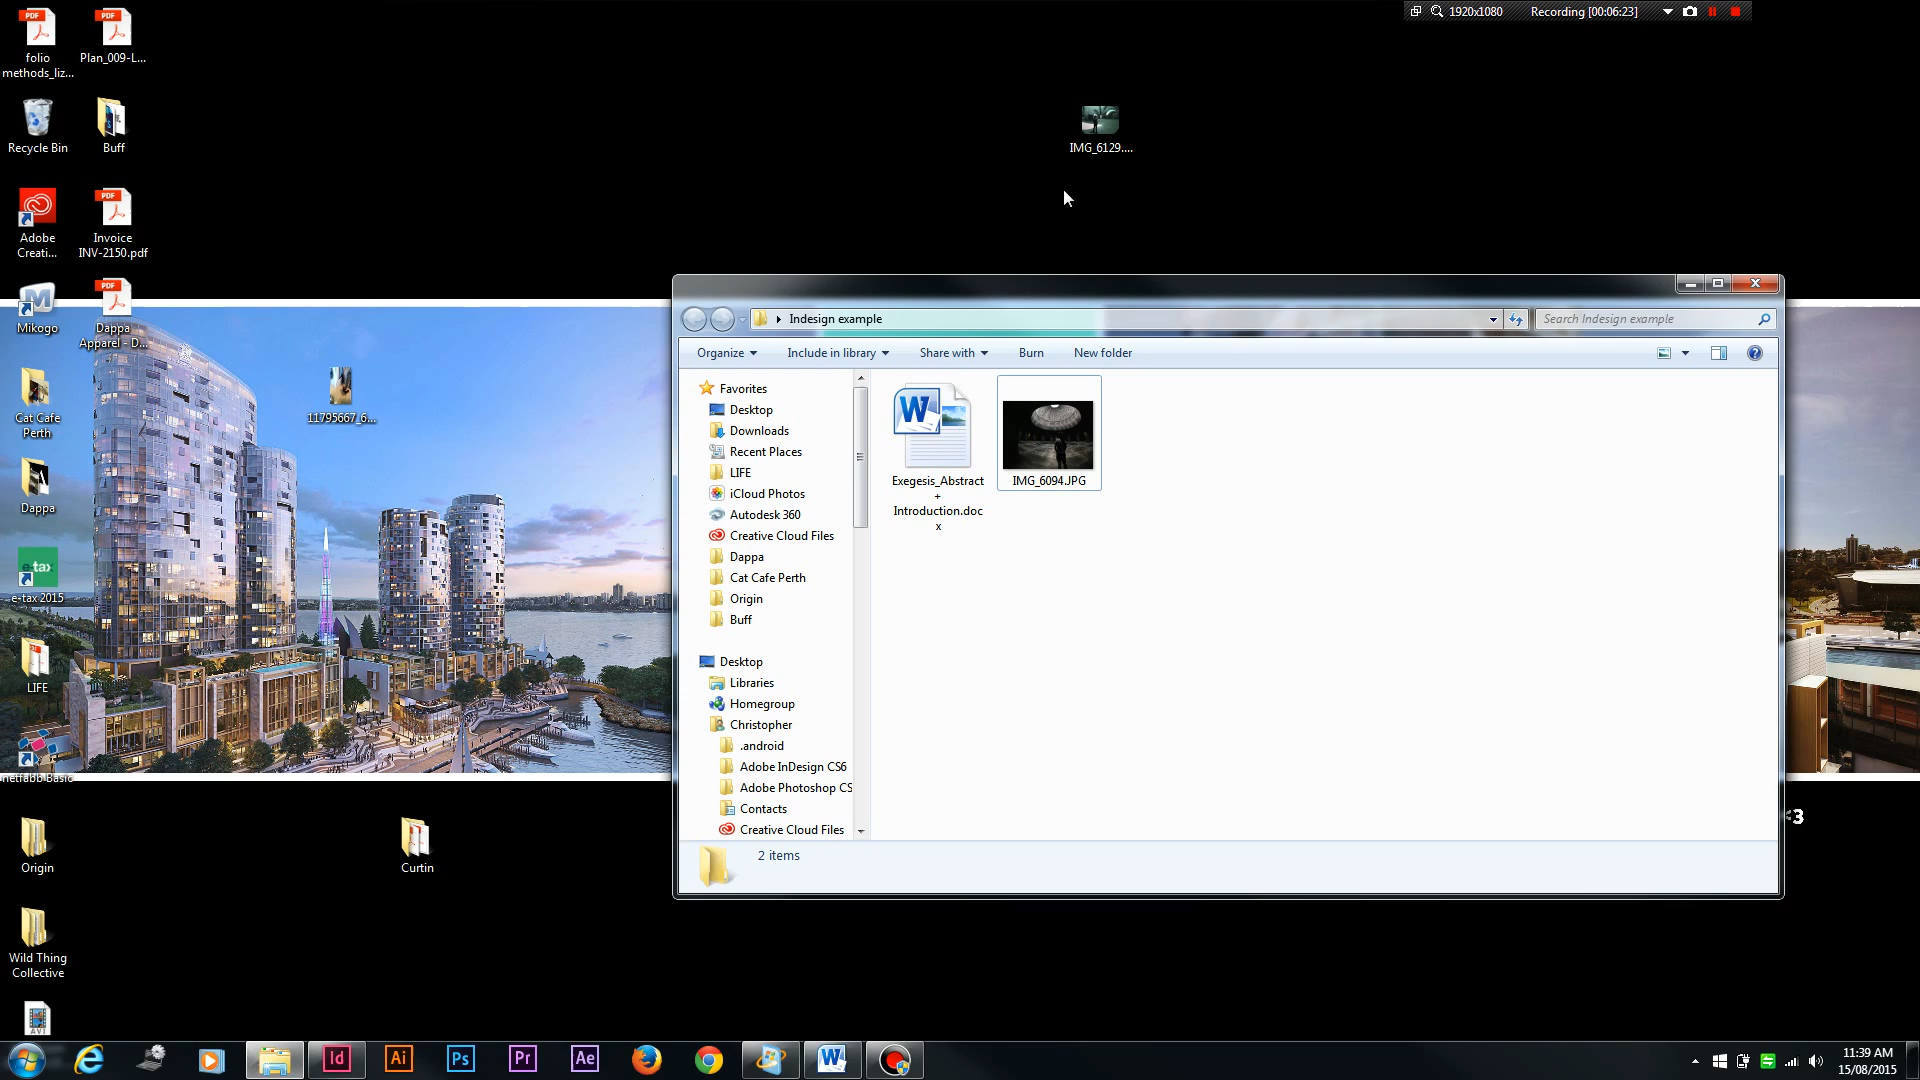 1920x1080
Recording [00:06:23]
folio
methods_liz...
Plan_009-L...
Recycle Bin
Buff
IMG_6129....
Adobe
Creati...
Invoice
INV-2150.pdf
Mikogo
Dappa
Apparel - D...
Cat Cafe
Perth
11795667_6...
Dappa
e-tax
e-tax 2015
LIFE
netfabb Basic
Origin
Curtin
Wild Thing
Collective
AVI
Indesign example
Search Indesign example
Organize
Include in library
Share with
Burn
New folder
Favorites
Desktop
Downloads
Recent Places
LIFE
iCloud Photos
Autodesk 360
Creative Cloud Files
Dappa
Cat Cafe Perth
Origin
Buff
Desktop
Libraries
Homegroup
Christopher
.android
Adobe InDesign CS6
Adobe Photoshop CS
Contacts
Creative Cloud Files
Exegesis_Abstract
+
Introduction.doc
x
IMG_6094.JPG
2 items
<3
Id
Ai
Ps
Pr
Ae
W
11:39 AM
15/08/2015